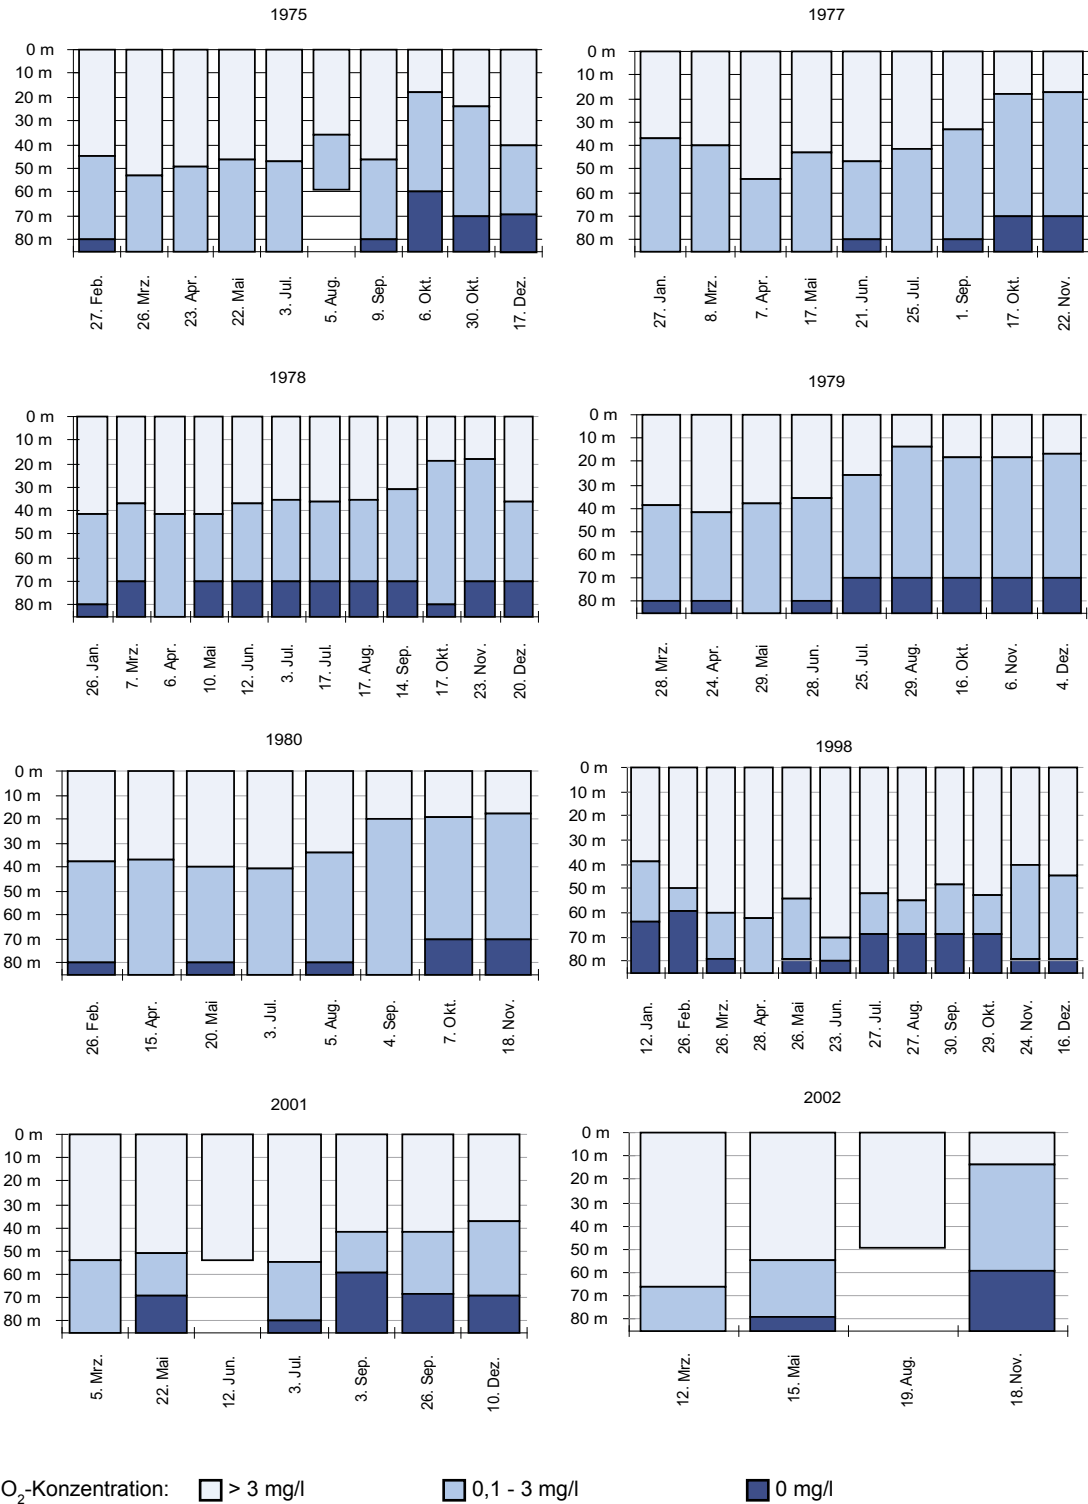 1975
0 m
10 m
20 m
30 m
40 m
50 m
60 m
70 m
80 m
27. Feb.
26. Mrz.
23. Apr.
22. Mai
3. Jul.
5. Aug.
9. Sep.
6. Okt.
30. Okt.
17. Dez.
1977
0 m
10 m
20 m
30 m
40 m
50 m
60 m
70 m
80 m
27. Jan.
8. Mrz.
7. Apr.
17. Mai
21. Jun.
25. Jul.
1. Sep.
17. Okt.
22. Nov.
1978
0 m
10 m
20 m
30 m
40 m
50 m
60 m
70 m
80 m
26. Jan.
7. Mrz.
6. Apr.
10. Mai
12. Jun.
3. Jul.
17. Jul.
17. Aug.
14. Sep.
17. Okt.
23. Nov.
20. Dez.
1979
0 m
10 m
20 m
30 m
40 m
50 m
60 m
70 m
80 m
28. Mrz.
24. Apr.
29. Mai
28. Jun.
25. Jul.
29. Aug.
16. Okt.
6. Nov.
4. Dez.
1980
0 m
10 m
20 m
30 m
40 m
50 m
60 m
70 m
80 m
26. Feb.
15. Apr.
20. Mai
3. Jul.
5. Aug.
4. Sep.
7. Okt.
18. Nov.
1998
0 m
10 m
20 m
30 m
40 m
50 m
60 m
70 m
80 m
12. Jan.
26. Feb.
26. Mrz.
28. Apr.
26. Mai
23. Jun.
27. Jul.
27. Aug.
30. Sep.
29. Okt.
24. Nov.
16. Dez.
2001
0 m
10 m
20 m
30 m
40 m
50 m
60 m
70 m
80 m
5. Mrz.
22. Mai
12. Jun.
3. Jul.
3. Sep.
26. Sep.
10. Dez.
2002
0 m
10 m
20 m
30 m
40 m
50 m
60 m
70 m
80 m
12. Mrz.
15. Mai
19. Aug.
18. Nov.
O₂-Konzentration: > 3 mg/l 0,1 - 3 mg/l 0 mg/l